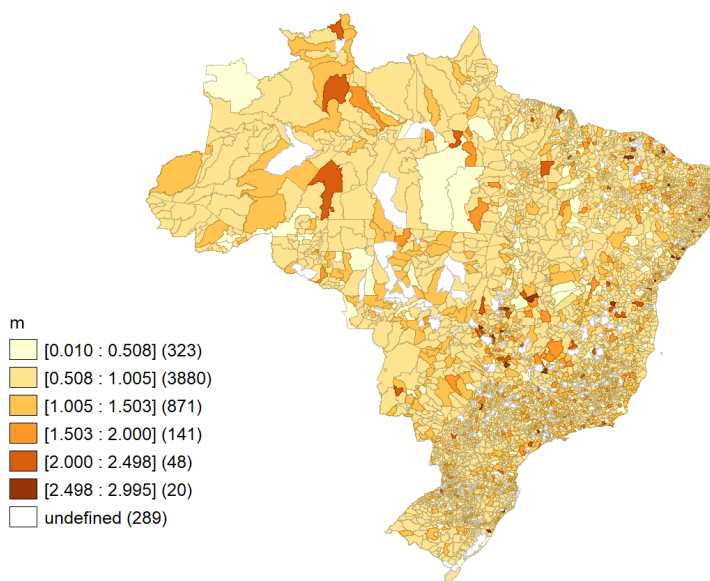 m
[0.010 : 0.508] (323)
[0.508 : 1.005] (3880)
[1.005 : 1.503] (871)
[1.503 : 2.000] (141)
[2.000 : 2.498] (48)
[2.498 : 2.995] (20)
undefined (289)